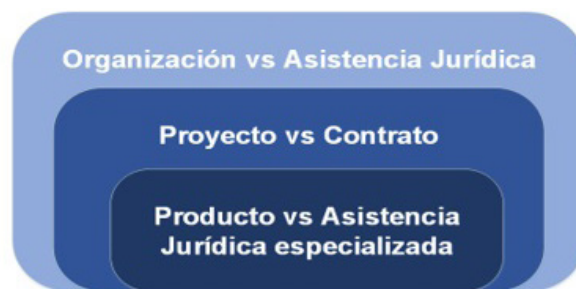 Organización vs Asistencia Jurídica
Proyecto vs Contrato
Producto vs Asistencia
Jurídica especializada